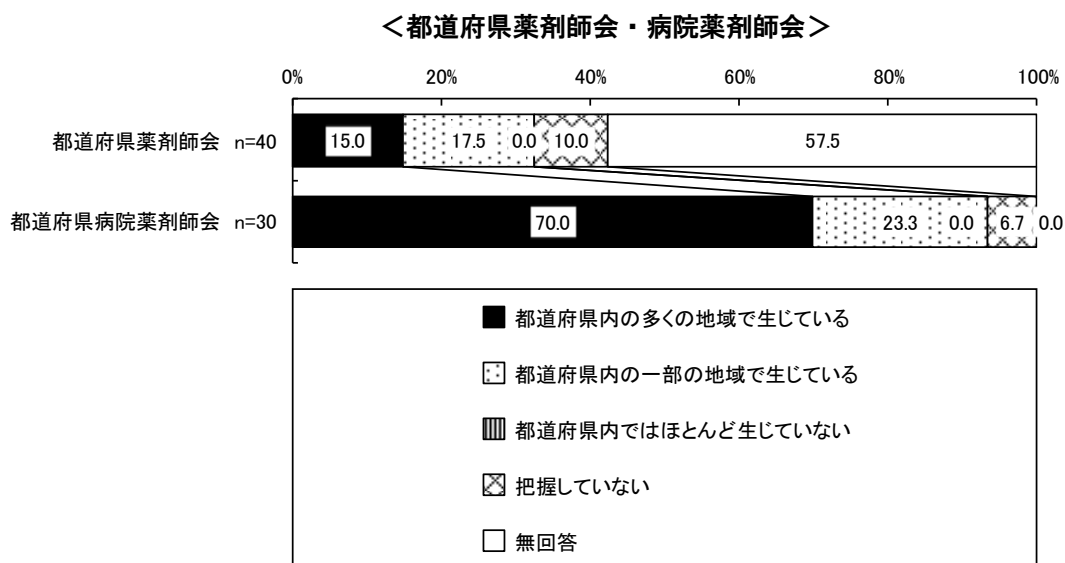 ＜都道府県薬剤師会・病院薬剤師会＞
0% 20% 40% 60% 80% 100%
都道府県薬剤師会 n=40 15.0 17.5 0.0 10.0 57.5
都道府県病院薬剤師会 n=30 70.0 23.3 0.0 6.7 0.0
都道府県内の多くの地域で生じている
都道府県内の一部の地域で生じている
都道府県内ではほとんど生じていない
把握していない
無回答